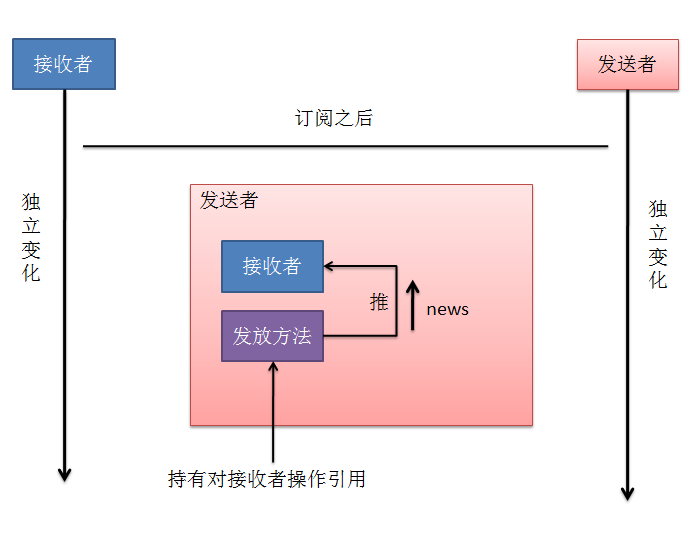 接收者
发送者
订阅之后
独立变化
独立变化
发送者
接收者
推
news
发放方法
持有对接收者操作引用